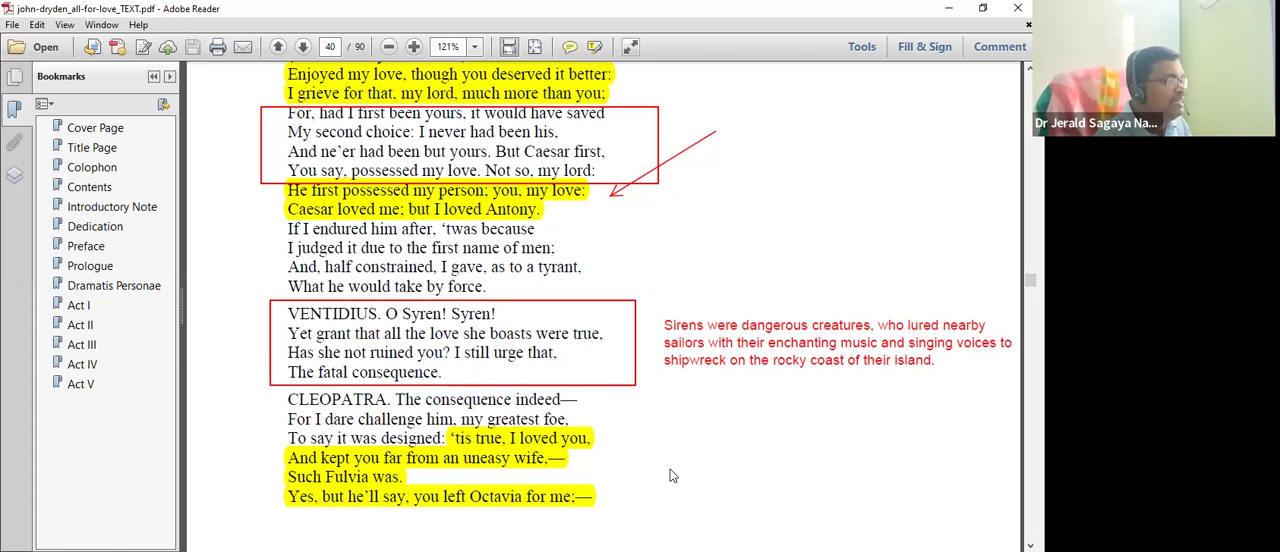 john-dryden_all-for-love_TEXT.pdf - Adobe Reader
File Edit View Window Help
Open 40 / 90 121% Tools Fill & Sign Comment
Bookmarks
Cover Page
Title Page
Colophon
Contents
Introductory Note
Dedication
Preface
Prologue
Dramatis Personae
Act I
Act II
Act III
Act IV
Act V
Enjoyed my love, though you deserved it better:
I grieve for that, my lord, much more than you;
For, had I first been yours, it would have saved
My second choice: I never had been his,
And ne’er had been but yours. But Caesar first,
You say, possessed my love. Not so, my lord:
He first possessed my person; you, my love:
Caesar loved me; but I loved Antony.
If I endured him after, ‘twas because
I judged it due to the first name of men;
And, half constrained, I gave, as to a tyrant,
What he would take by force.
VENTIDIUS. O Syren! Syren!
Yet grant that all the love she boasts were true,
Has she not ruined you? I still urge that,
The fatal consequence.
CLEOPATRA. The consequence indeed—
For I dare challenge him, my greatest foe,
To say it was designed: ‘tis true, I loved you,
And kept you far from an uneasy wife,—
Such Fulvia was.
Yes, but he’ll say, you left Octavia for me;—
Sirens were dangerous creatures, who lured nearby
sailors with their enchanting music and singing voices to
shipwreck on the rocky coast of their island.
Dr Jerald Sagaya Na...